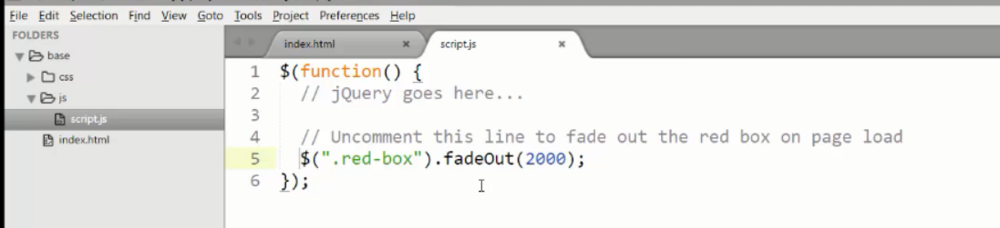 File Edit Selection Find View Goto Tools Project Preferences Help
FOLDERS
base
css
js
script.js
index.html
index.html ×
script.js ×
1 $(function() {
2 // jQuery goes here...
3
4 // Uncomment this line to fade out the red box on page load
5 $(".red-box").fadeOut(2000);
6 });